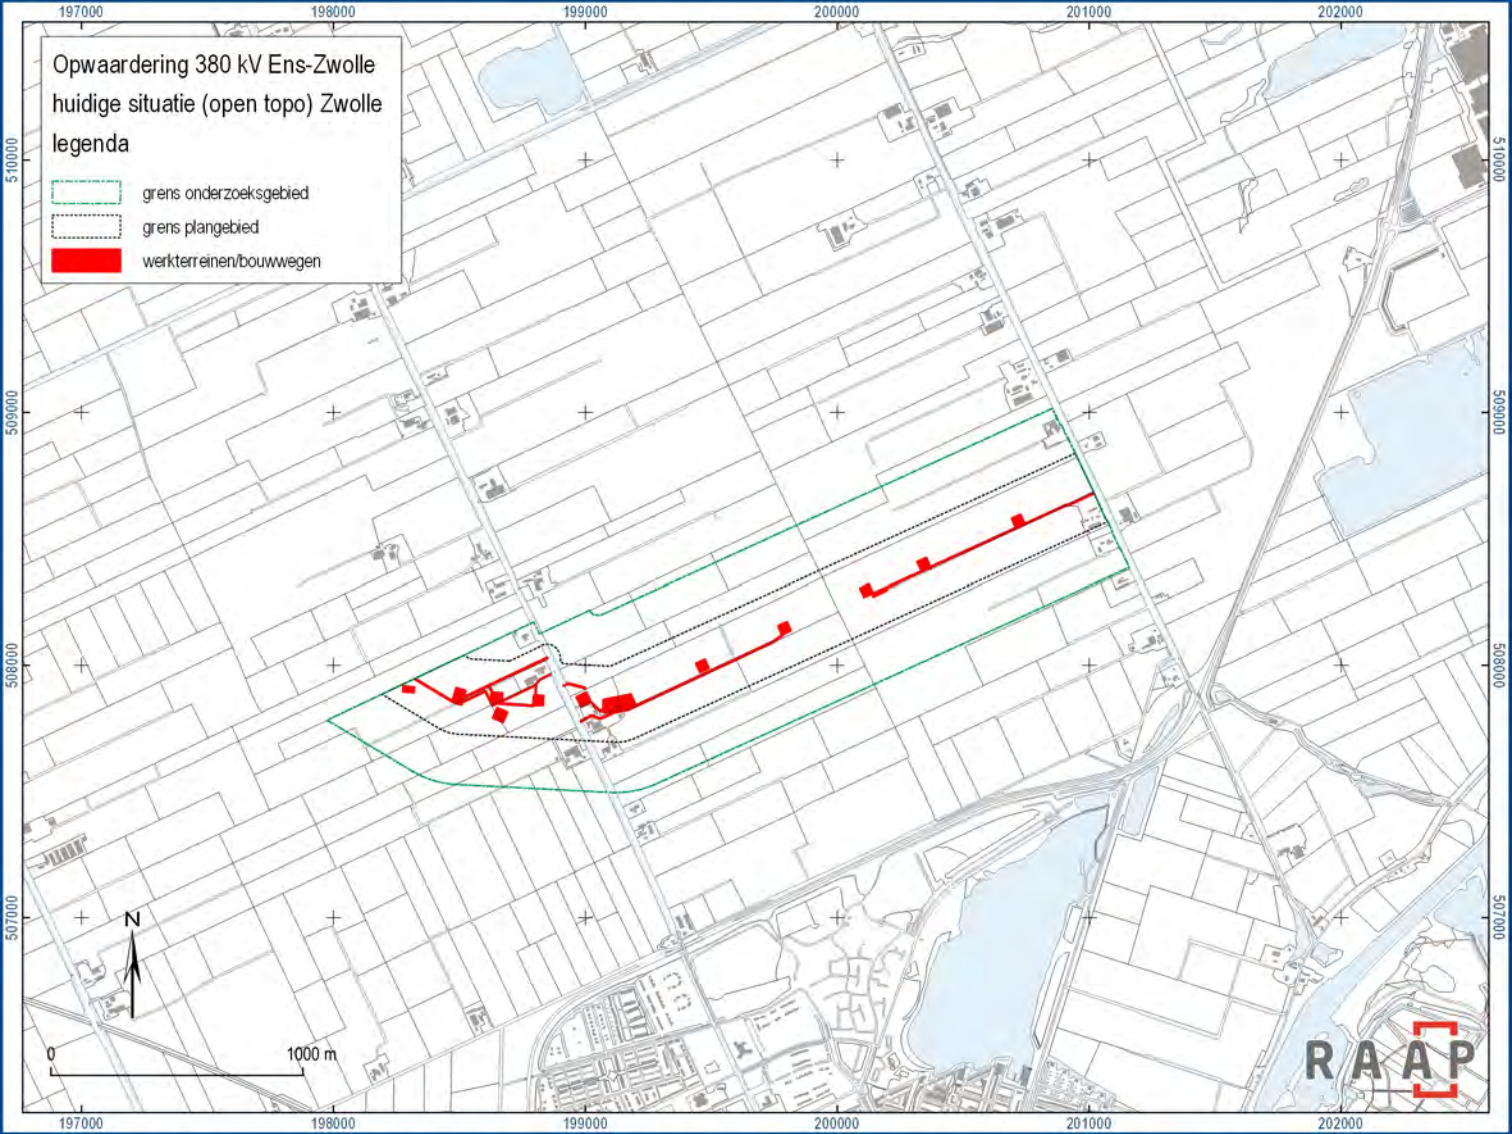 197000 198000 199000 200000 201000 202000
Opwaardering 380 kV Ens-Zwolle
huidige situatie (open topo) Zwolle
legenda
grens onderzoeksgebied
grens plangebied
werkterreinen/bouwwegen
510000 510000
509000 509000
508000 508000
507000 507000
N
0 1000 m
RAAP
197000 198000 199000 200000 201000 202000